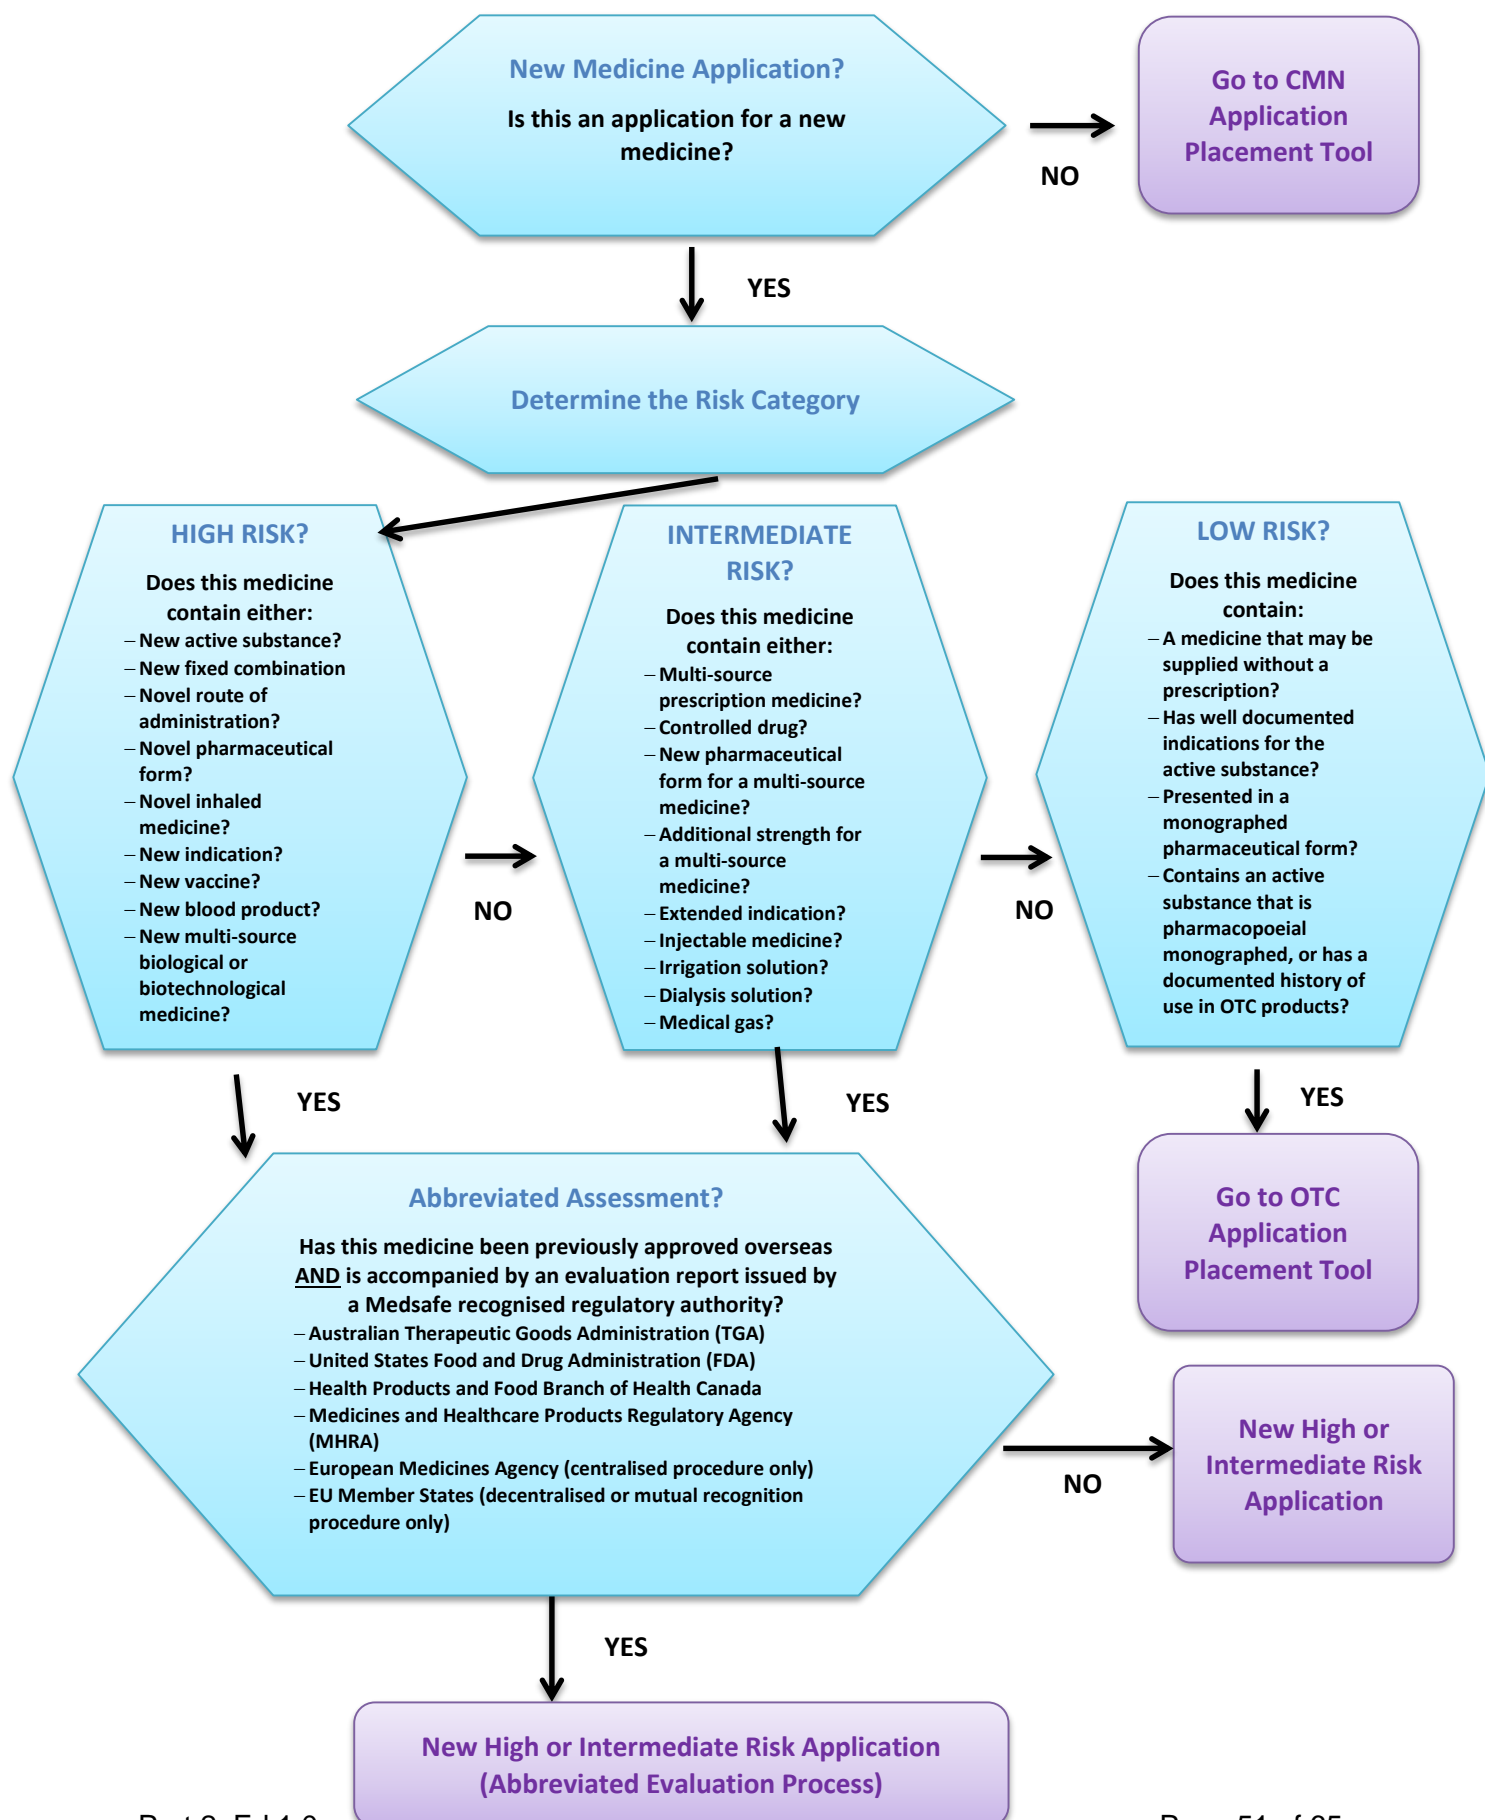 New Medicine Application?
Is this an application for a new
medicine?
Go to CMN
Application
Placement Tool
NO
YES
Determine the Risk Category
HIGH RISK?
Does this medicine
contain either:
– New active substance?
– New fixed combination
– Novel route of
administration?
– Novel pharmaceutical
form?
– Novel inhaled
medicine?
– New indication?
– New vaccine?
– New blood product?
– New multi-source
biological or
biotechnological
medicine?
NO
INTERMEDIATE
RISK?
Does this medicine
contain either:
– Multi-source
prescription medicine?
– Controlled drug?
– New pharmaceutical
form for a multi-source
medicine?
– Additional strength for
a multi-source
medicine?
– Extended indication?
– Injectable medicine?
– Irrigation solution?
– Dialysis solution?
– Medical gas?
NO
LOW RISK?
Does this medicine
contain:
– A medicine that may be
supplied without a
prescription?
– Has well documented
indications for the
active substance?
– Presented in a
monographed
pharmaceutical form?
– Contains an active
substance that is
pharmacopoeial
monographed, or has a
documented history of
use in OTC products?
YES
YES
YES
Go to OTC
Application
Placement Tool
Abbreviated Assessment?
Has this medicine been previously approved overseas
AND is accompanied by an evaluation report issued by
a Medsafe recognised regulatory authority?
– Australian Therapeutic Goods Administration (TGA)
– United States Food and Drug Administration (FDA)
– Health Products and Food Branch of Health Canada
– Medicines and Healthcare Products Regulatory Agency
(MHRA)
– European Medicines Agency (centralised procedure only)
– EU Member States (decentralised or mutual recognition
procedure only)
NO
New High or
Intermediate Risk
Application
YES
New High or Intermediate Risk Application
(Abbreviated Evaluation Process)